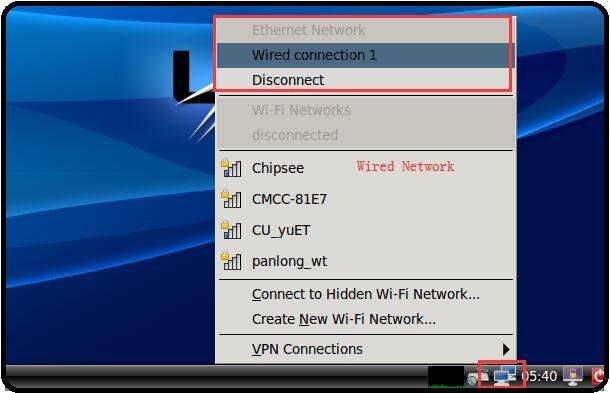 Ethernet Network
Wired connection 1
Disconnect
Wi-Fi Networks
disconnected
Chipsee
Wired Network
CMCC-81E7
CU_yuET
panlong_wt
Connect to Hidden Wi-Fi Network...
Create New Wi-Fi Network...
VPN Connections
05:40